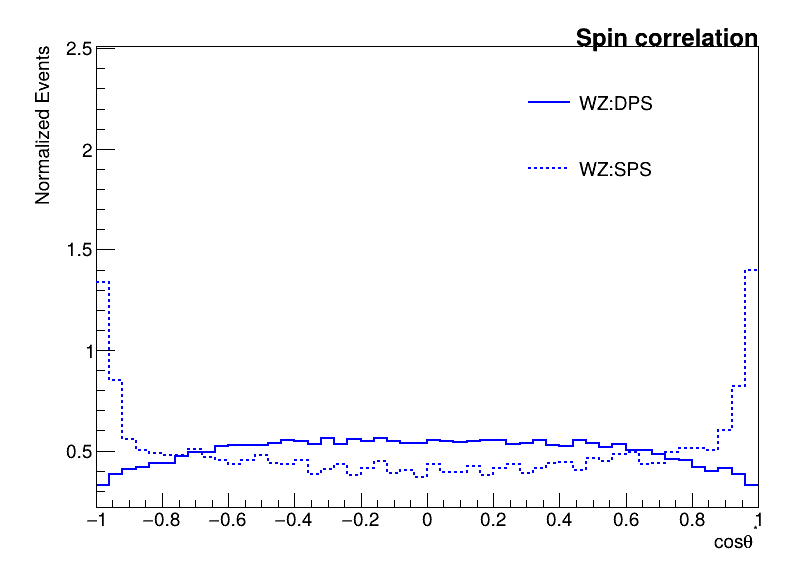 Spin correlation
Normalized Events
2.5
2
1.5
1
0.5
WZ:DPS
WZ:SPS
−1 −0.8 −0.6 −0.4 −0.2 0 0.2 0.4 0.6 0.8 1
cosθ*